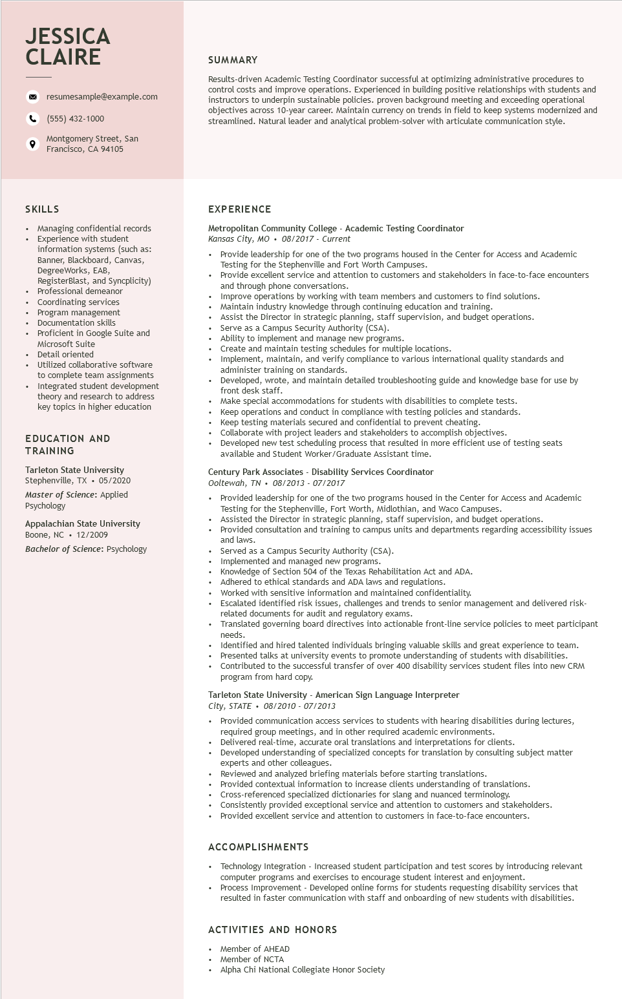 JESSICA
CLAIRE
resumesample@example.com
(555) 432-1000
Montgomery Street, San
Francisco, CA 94105
SUMMARY
Results-driven Academic Testing Coordinator successful at optimizing administrative procedures to
control costs and improve operations. Experienced in building positive relationships with students and
instructors to underpin sustainable policies. proven background meeting and exceeding operational
objectives across 10-year career. Maintain currency on trends in field to keep systems modernized and
streamlined. Natural leader and analytical problem-solver with articulate communication style.
SKILLS
• Managing confidential records
• Experience with student
information systems (such as:
Banner, Blackboard, Canvas,
DegreeWorks, EAB,
RegisterBlast, and Syncplicity)
• Professional demeanor
• Coordinating services
• Program management
• Documentation skills
• Proficient in Google Suite and
Microsoft Suite
• Detail oriented
• Utilized collaborative software
to complete team assignments
• Integrated student development
theory and research to address
key topics in higher education
EDUCATION AND
TRAINING
Tarleton State University
Stephenville, TX • 05/2020
Master of Science: Applied
Psychology
Appalachian State University
Boone, NC • 12/2009
Bachelor of Science: Psychology
EXPERIENCE
Metropolitan Community College - Academic Testing Coordinator
Kansas City, MO • 08/2017 - Current
• Provide leadership for one of the two programs housed in the Center for Access and Academic
Testing for the Stephenville and Fort Worth Campuses.
• Provide excellent service and attention to customers and stakeholders in face-to-face encounters
and through phone conversations.
• Improve operations by working with team members and customers to find solutions.
• Maintain industry knowledge through continuing education and training.
• Assist the Director in strategic planning, staff supervision, and budget operations.
• Serve as a Campus Security Authority (CSA).
• Ability to implement and manage new programs.
• Create and maintain testing schedules for multiple locations.
• Implement, maintain, and verify compliance to various international quality standards and
administer training on standards.
• Developed, wrote, and maintain detailed troubleshooting guide and knowledge base for use by
front desk staff.
• Make special accommodations for students with disabilities to complete tests.
• Keep operations and conduct in compliance with testing policies and standards.
• Keep testing materials secured and confidential to prevent cheating.
• Collaborate with project leaders and stakeholders to accomplish objectives.
• Developed new test scheduling process that resulted in more efficient use of testing seats
available and Student Worker/Graduate Assistant time.
Century Park Associates - Disability Services Coordinator
Ooltewah, TN • 08/2013 - 07/2017
• Provided leadership for one of the two programs housed in the Center for Access and Academic
Testing for the Stephenville, Fort Worth, Midlothian, and Waco Campuses.
• Assisted the Director in strategic planning, staff supervision, and budget operations.
• Provided consultation and training to campus units and departments regarding accessibility issues
and laws.
• Served as a Campus Security Authority (CSA).
• Implemented and managed new programs.
• Knowledge of Section 504 of the Texas Rehabilitation Act and ADA.
• Adhered to ethical standards and ADA laws and regulations.
• Worked with sensitive information and maintained confidentiality.
• Escalated identified risk issues, challenges and trends to senior management and delivered risk-
related documents for audit and regulatory exams.
• Translated governing board directives into actionable front-line service policies to meet participant
needs.
• Identified and hired talented individuals bringing valuable skills and great experience to team.
• Presented talks at university events to promote understanding of students with disabilities.
• Contributed to the successful transfer of over 400 disability services student files into new CRM
program from hard copy.
Tarleton State University - American Sign Language Interpreter
City, STATE • 08/2010 - 07/2013
• Provided communication access services to students with hearing disabilities during lectures,
required group meetings, and in other required academic environments.
• Delivered real-time, accurate oral translations and interpretations for clients.
• Developed understanding of specialized concepts for translation by consulting subject matter
experts and other colleagues.
• Reviewed and analyzed briefing materials before starting translations.
• Provided contextual information to increase clients understanding of translations.
• Cross-referenced specialized dictionaries for slang and nuanced terminology.
• Consistently provided exceptional service and attention to customers and stakeholders.
• Provided excellent service and attention to customers in face-to-face encounters.
ACCOMPLISHMENTS
• Technology Integration - Increased student participation and test scores by introducing relevant
computer programs and exercises to encourage student interest and enjoyment.
• Process Improvement - Developed online forms for students requesting disability services that
resulted in faster communication with staff and onboarding of new students with disabilities.
ACTIVITIES AND HONORS
• Member of AHEAD
• Member of NCTA
• Alpha Chi National Collegiate Honor Society